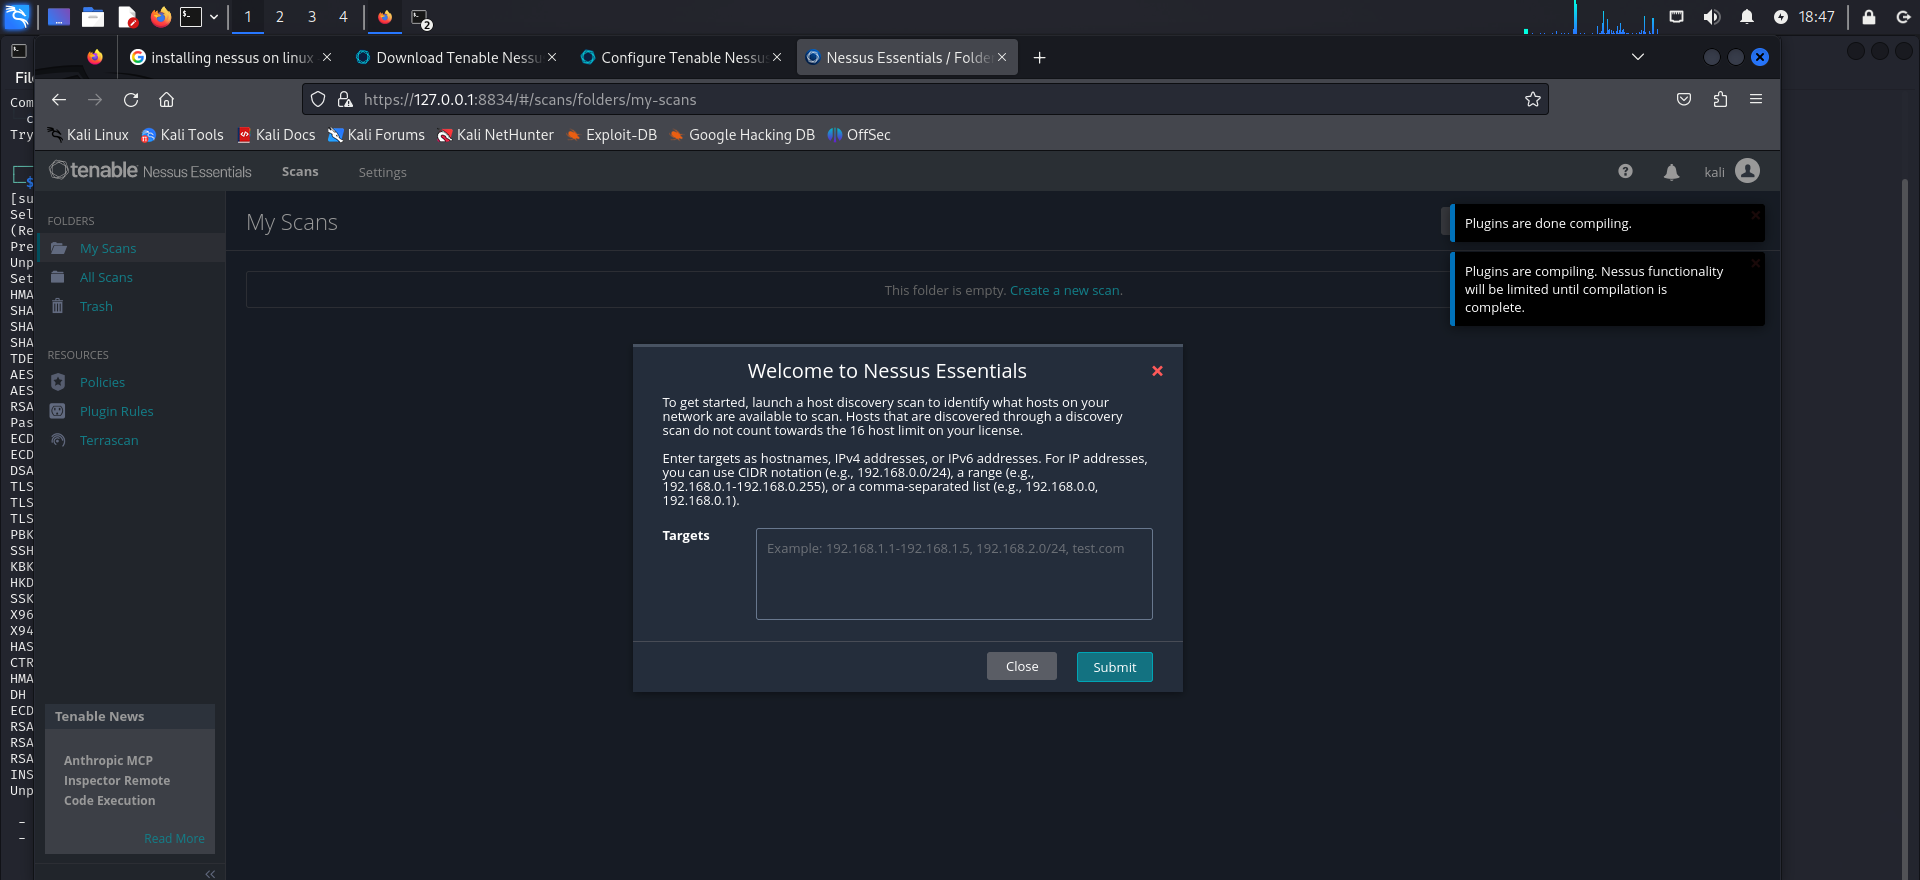 1 2 3 4 2 18:47
installing nessus on linux Download Tenable Nessu Configure Tenable Nessus Nessus Essentials / Folde
https://127.0.0.1:8834/#/scans/folders/my-scans
Kali Linux Kali Tools Kali Docs Kali Forums Kali NetHunter Exploit-DB Google Hacking DB OffSec
tenable Nessus Essentials Scans Settings kali
FOLDERS
My Scans
All Scans
Trash
RESOURCES
Policies
Plugin Rules
Terrascan
Tenable News
Anthropic MCP
Inspector Remote
Code Execution
Read More
My Scans
This folder is empty. Create a new scan.
Plugins are done compiling.
Plugins are compiling. Nessus functionality
will be limited until compilation is
complete.
Welcome to Nessus Essentials
To get started, launch a host discovery scan to identify what hosts on your
network are available to scan. Hosts that are discovered through a discovery
scan do not count towards the 16 host limit on your license.
Enter targets as hostnames, IPv4 addresses, or IPv6 addresses. For IP addresses,
you can use CIDR notation (e.g., 192.168.0.0/24), a range (e.g.,
192.168.0.1-192.168.0.255), or a comma-separated list (e.g., 192.168.0.0,
192.168.0.1).
Targets
Example: 192.168.1.1-192.168.1.5, 192.168.2.0/24, test.com
Close Submit
Fil
Com
c
Try
$
[su
Sel
(Re
Pre
Unp
Set
HMA
SHA
SHA
SHA
TDE
AES
AES
RSA
Pas
ECD
ECD
DSA
TLS
TLS
TLS
PBK
SSH
KBK
HKD
SSK
X96
X94
HAS
CTR
HMA
DH
ECD
RSA
RSA
RSA
INS
Unp
-
-